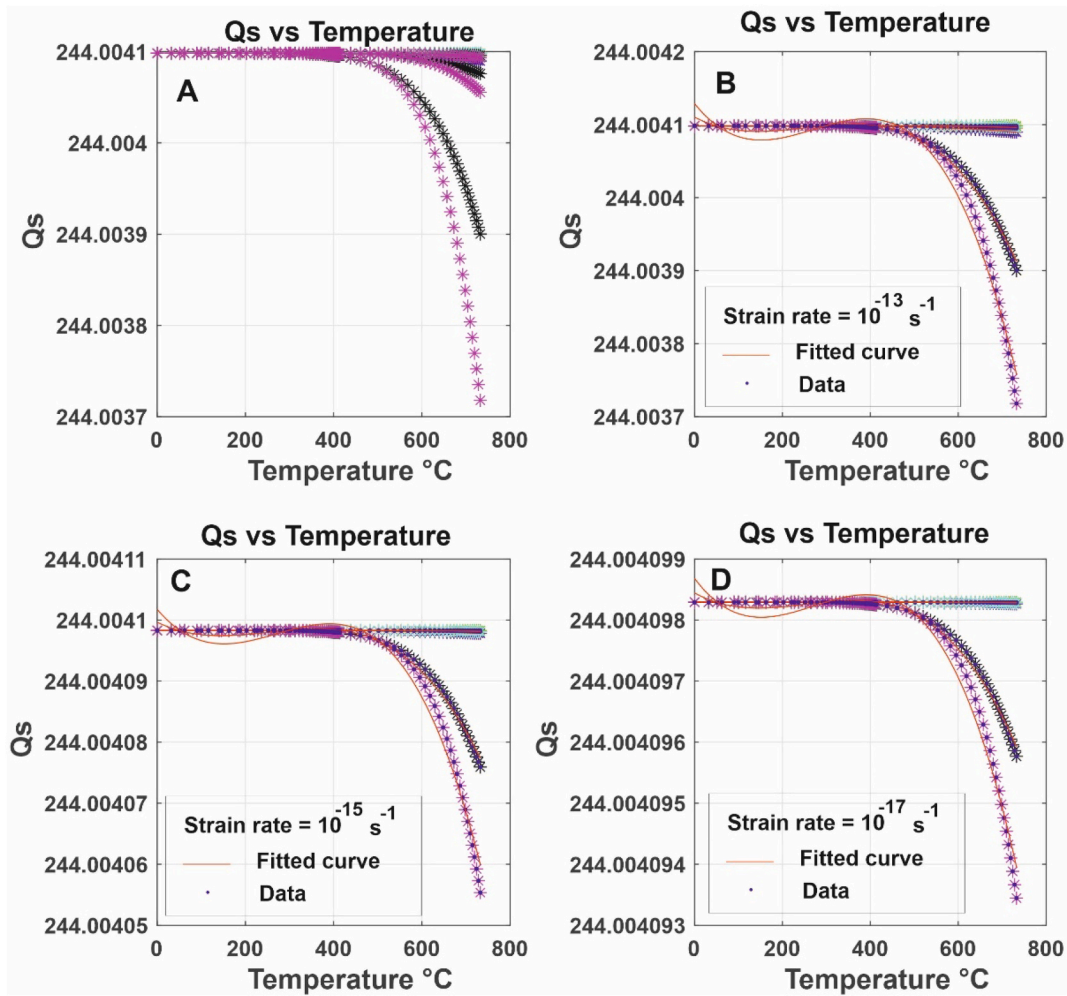 Qs vs Temperature
A
244.0041
244.004
244.0039
244.0038
244.0037
Qs
0 200 400 600 800
Temperature °C
Qs vs Temperature
B
244.0042
244.0041
244.004
244.0039
244.0038
244.0037
Qs
Strain rate = 10^-13 s^-1
Fitted curve
Data
0 200 400 600 800
Temperature °C
Qs vs Temperature
C
244.00411
244.0041
244.00409
244.00408
244.00407
244.00406
244.00405
Qs
Strain rate = 10^-15 s^-1
Fitted curve
Data
0 200 400 600 800
Temperature °C
Qs vs Temperature
D
244.004099
244.004098
244.004097
244.004096
244.004095
244.004094
244.004093
Qs
Strain rate = 10^-17 s^-1
Fitted curve
Data
0 200 400 600 800
Temperature °C